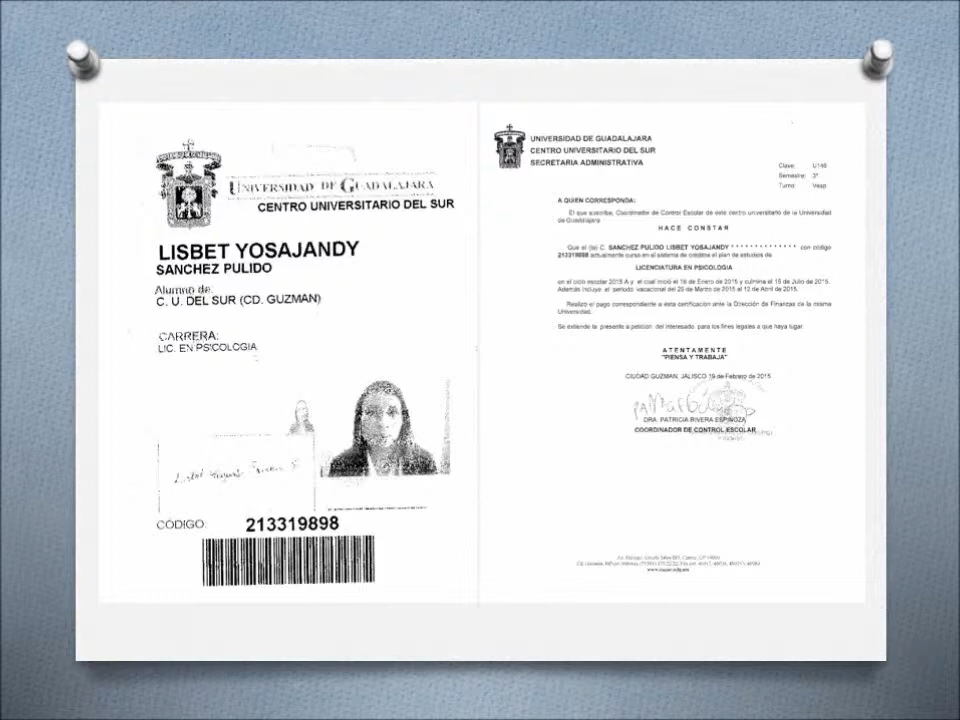 UNIVERSIDAD DE GUADALAJARA
CENTRO UNIVERSITARIO DEL SUR
LISBET YOSAJANDY
SANCHEZ PULIDO
Alumno de:
C. U. DEL SUR (CD. GUZMAN)
CARRERA:
LIC. EN PSICOLOGIA
CÓDIGO: 213319898
UNIVERSIDAD DE GUADALAJARA
CENTRO UNIVERSITARIO DEL SUR
SECRETARIA ADMINISTRATIVA
Clave: U146
Semestre: 3°
Turno: Vesp
A QUIEN CORRESPONDA:
El que suscribe, Coordinador de Control Escolar de este centro universitario de la Universidad
de Guadalajara
HACE CONSTAR
Que el (la) C. SANCHEZ PULIDO LISBET YOSAJANDY * * * * * * * * * * * * * * con código
213319898 actualmente cursa en el sistema de créditos el plan de estudios de
LICENCIATURA EN PSICOLOGIA
en el ciclo escolar 2015 A y el cual inició el 16 de Enero de 2015 y culmina el 15 de Julio de 2015.
Además incluye el periodo vacacional del 29 de Marzo de 2015 al 12 de Abril de 2015.
Realizó el pago correspondiente a esta certificación ante la Dirección de Finanzas de la misma
Universidad.
Se extiende la presente a petición del interesado para los fines legales a que haya lugar
ATENTAMENTE
"PIENSA Y TRABAJA"
CIUDAD GUZMAN, JALISCO 19 de Febrero de 2015
DRA. PATRICIA RIVERA ESPINOZA
COORDINADOR DE CONTROL ESCOLAR